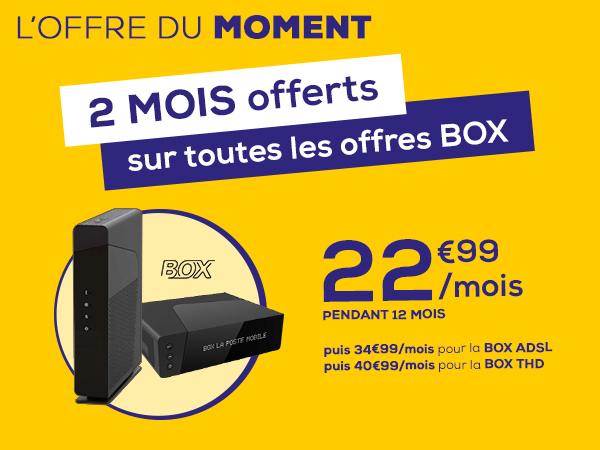 L'OFFRE DU MOMENT
2 MOIS offerts
sur toutes les offres BOX
BOX
BOX LA POSTE MOBILE
22€99/mois
PENDANT 12 MOIS
puis 34€99/mois pour la BOX ADSL
puis 40€99/mois pour la BOX THD